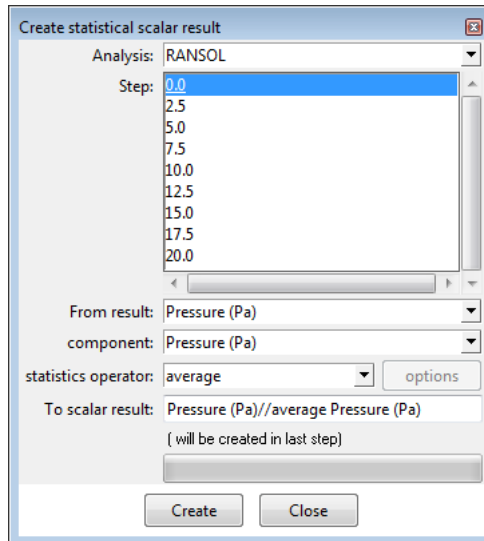 Create statistical scalar result
Analysis: RANSOL
Step: 0.0
2.5
5.0
7.5
10.0
12.5
15.0
17.5
20.0
From result: Pressure (Pa)
component: Pressure (Pa)
statistics operator: average options
To scalar result: Pressure (Pa)//average Pressure (Pa)
( will be created in last step)
Create Close